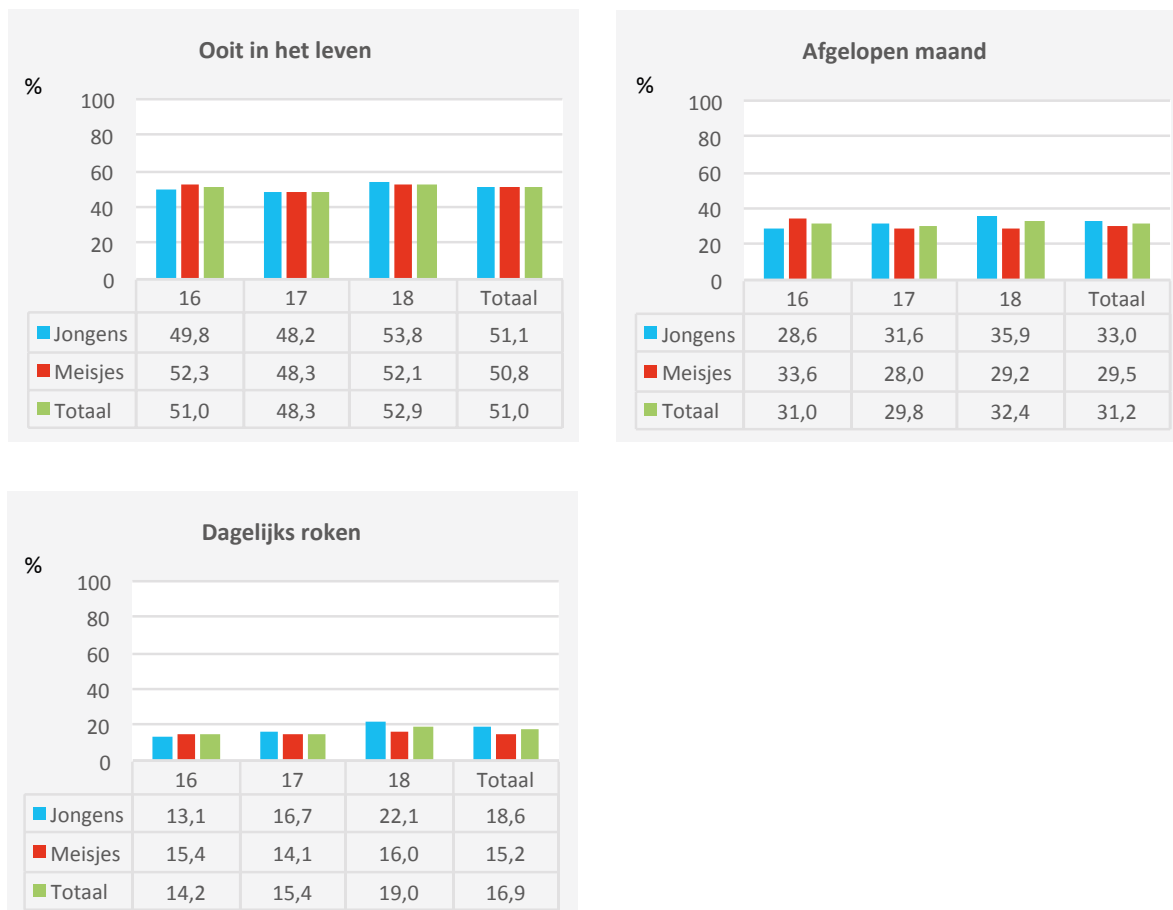 Ooit in het leven
%
100
80
60
40
20
0
16 17 18 Totaal
Jongens 49,8 48,2 53,8 51,1
Meisjes 52,3 48,3 52,1 50,8
Totaal 51,0 48,3 52,9 51,0
Afgelopen maand
%
100
80
60
40
20
0
16 17 18 Totaal
Jongens 28,6 31,6 35,9 33,0
Meisjes 33,6 28,0 29,2 29,5
Totaal 31,0 29,8 32,4 31,2
Dagelijks roken
%
100
80
60
40
20
0
16 17 18 Totaal
Jongens 13,1 16,7 22,1 18,6
Meisjes 15,4 14,1 16,0 15,2
Totaal 14,2 15,4 19,0 16,9